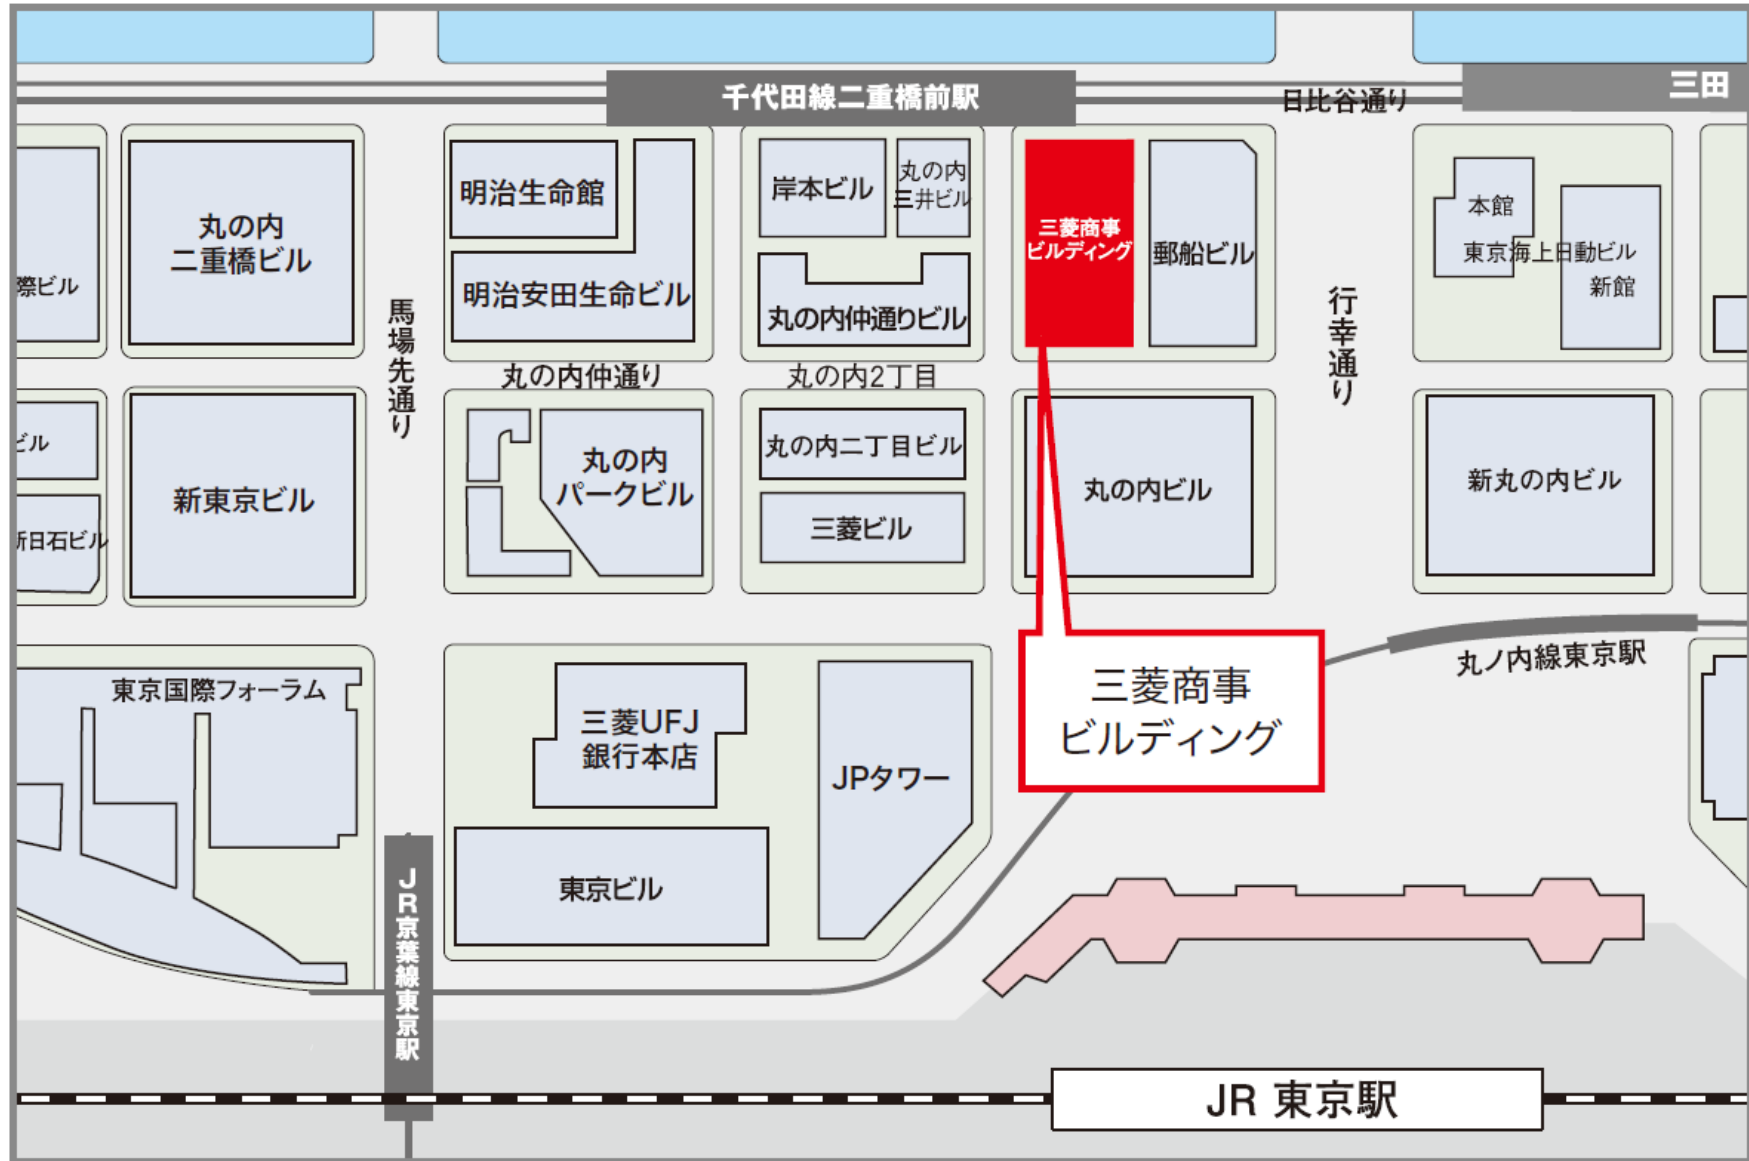 千代田線二重橋前駅
三田
日比谷通り
丸の内
二重橋ビル
際ビル
明治生命館
明治安田生命ビル
岸本ビル
丸の内
三井ビル
丸の内仲通りビル
三菱商事
ビルディング
郵船ビル
本館
東京海上日動ビル
新館
馬場先通り
行幸通り
丸の内仲通り
丸の内2丁目
ビル
新日石ビル
新東京ビル
丸の内
パークビル
丸の内二丁目ビル
三菱ビル
丸の内ビル
新丸の内ビル
東京国際フォーラム
三菱UFJ
銀行本店
JPタワー
東京ビル
三菱商事
ビルディング
丸ノ内線東京駅
JR京葉線東京駅
JR 東京駅